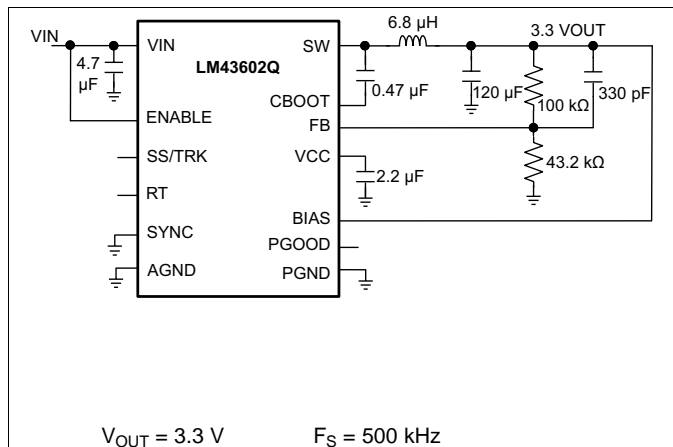 VIN
VIN
4.7
µF
ENABLE
SS/TRK
RT
SYNC
AGND
LM43602Q
SW
CBOOT
FB
VCC
BIAS
PGOOD
PGND
6.8 µH
0.47 µF
2.2 µF
3.3 VOUT
120 µF
100 kΩ
330 pF
43.2 kΩ
VOUT = 3.3 V
FS = 500 kHz